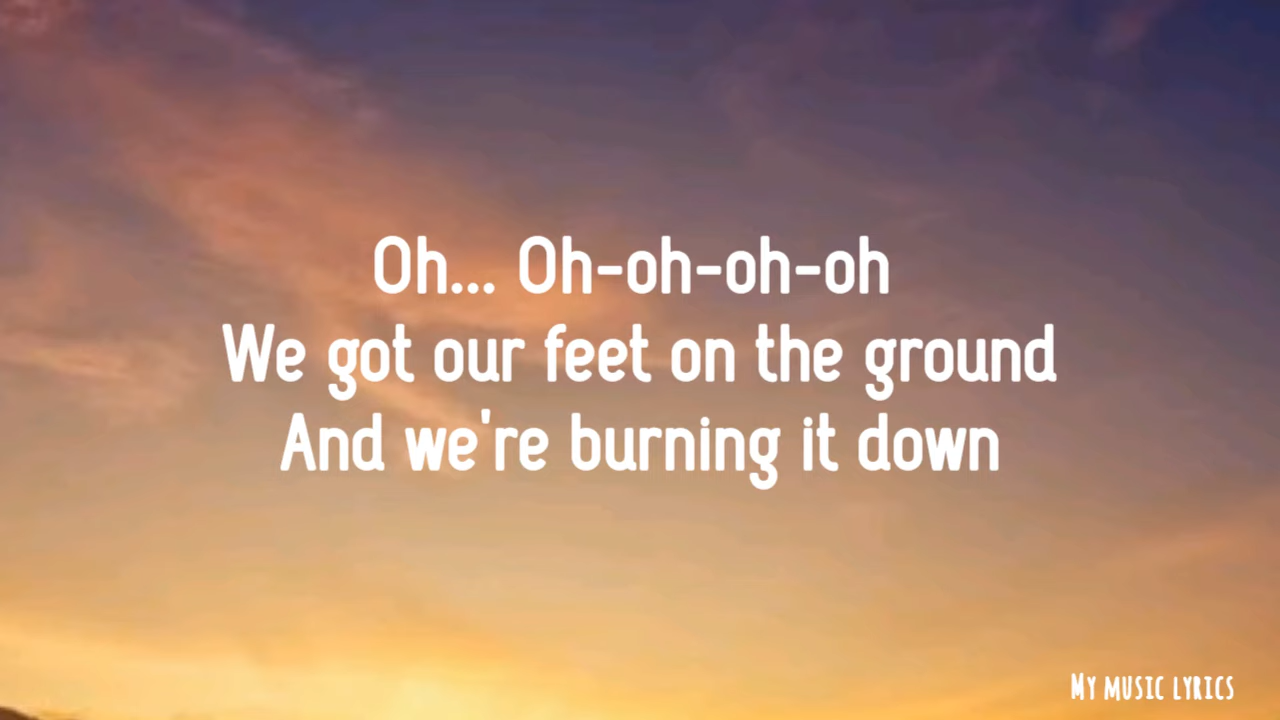 Oh... Oh-oh-oh-oh
We got our feet on the ground
And we're burning it down
My music lyrics